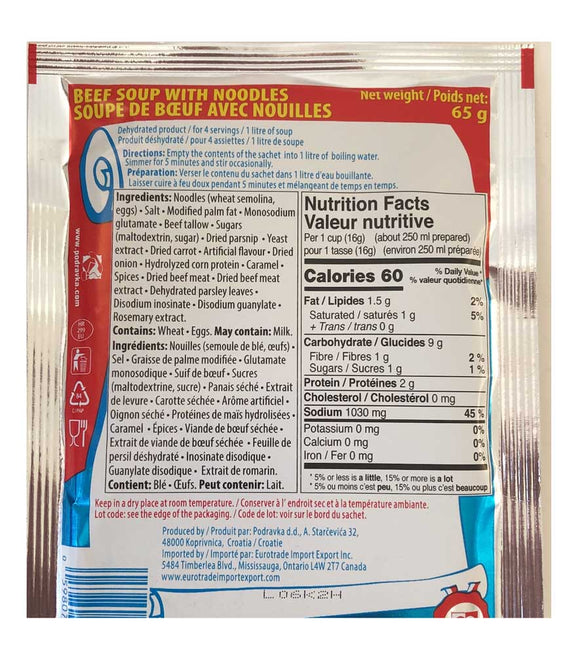 BEEF SOUP WITH NOODLES
SOUPE DE BŒUF AVEC NOUILLES
Net weight / Poids net:
65 g
Dehydrated product / for 4 servings / 1 litre of soup
Produit déshydraté / pour 4 assiettes / 1 litre de soupe
Directions: Empty the contents of the sachet into 1 litre of boiling water.
Simmer for 5 minutes and stir occasionally.
Préparation: Verser le contenu du sachet dans 1 litre d'eau bouillante.
Laisser cuire à feu doux pendant 5 minutes et mélangeant de temps en temps.
Ingredients: Noodles (wheat semolina,
eggs) • Salt • Modified palm fat • Monosodium
glutamate • Beef tallow • Sugars
(maltodextrin, sugar) • Dried parsnip • Yeast
extract • Dried carrot • Artificial flavour • Dried
onion • Hydrolyzed corn protein • Caramel •
Spices • Dried beef meat • Dried beef meat
extract • Dehydrated parsley leaves •
Disodium inosinate • Disodium guanylate •
Rosemary extract.
Contains: Wheat • Eggs. May contain: Milk.
Ingrédients: Nouilles (semoule de blé, œufs) •
Sel • Graisse de palme modifiée • Glutamate
monosodique • Suif de bœuf • Sucres
(maltodextrine, sucre) • Panais séché • Extrait
de levure • Carotte séchée • Arôme artificiel •
Oignon séché • Protéines de maïs hydrolisées •
Caramel • Épices • Viande de bœuf séchée •
Extrait de viande de bœuf séchée • Feuille de
persil déshydraté • Inosinate disodique •
Guanylate disodique • Extrait de romarin.
Contient: Blé • Œufs. Peut contenir: Lait.
Nutrition Facts
Valeur nutritive
Per 1 cup (16g) (about 250 ml prepared)
pour 1 tasse (16g) (environ 250 ml préparée)
Calories 60
% Daily Value*
% valeur quotidienne*
Fat / Lipides 1.5 g 2%
Saturated / saturés 1 g 5%
+ Trans / trans 0 g
Carbohydrate / Glucides 9 g
Fibre / Fibres 1 g 2 %
Sugars / Sucres 1 g 1 %
Protein / Protéines 2 g
Cholesterol / Cholestérol 0 mg
Sodium 1030 mg 45 %
Potassium 0 mg 0%
Calcium 0 mg 0%
Iron / Fer 0 mg 0%
* 5% or less is a little, 15% or more is a lot
* 5% ou moins c'est peu, 15% ou plus c'est beaucoup
Keep in a dry place at room temperature. / Conserver à l' endroit sec et à la température ambiante.
Lot code: see the edge of the packaging. / Code de lot: voir sur le bord du sachet.
Produced by / Produit par: Podravka d.d., A. Starčevića 32,
48000 Koprivnica, Croatia / Croatie
Imported by / Importé par: Eurotrade Import Export Inc.
5484 Timberlea Blvd., Mississauga, Ontario L4W 2T7 Canada
www.eurotradeimportexport.com
L06K2H
www.podravka.com
HR
299
EU
84
C/PAP
0 59807